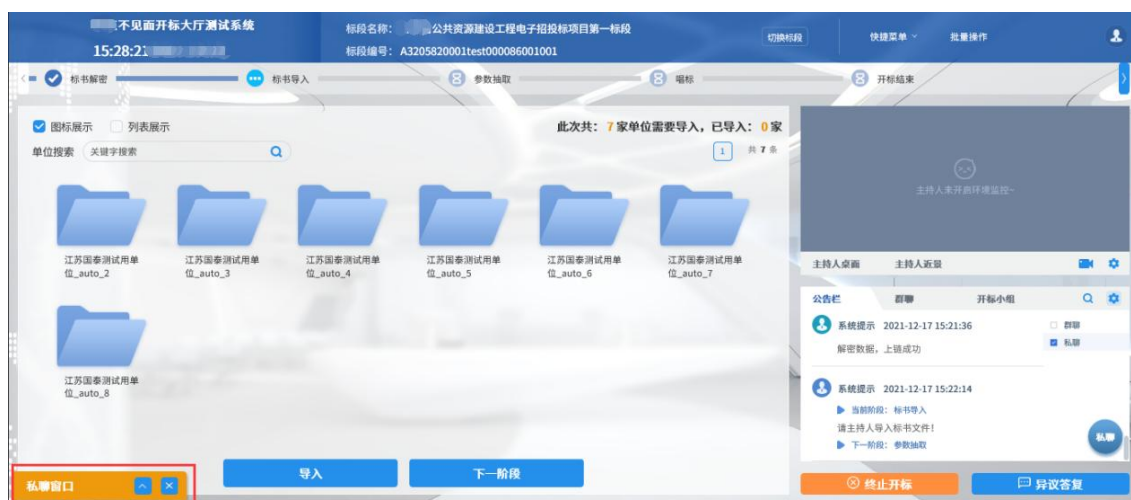 不见面开标大厅测试系统
15:28:21
标段名称：
公共资源建设工程电子招投标项目第一标段
标段编号： A3205820001test000086001001
切换标段
快捷菜单
批量操作
标书解密
标书导入
参数抽取
唱标
开标结束
图标展示
列表展示
此次共： 7 家单位需要导入，已导入： 0 家
单位搜索
关键字搜索
1
共 7 条
江苏国泰测试用单
位_auto_2
江苏国泰测试用单
位_auto_3
江苏国泰测试用单
位_auto_4
江苏国泰测试用单
位_auto_5
江苏国泰测试用单
位_auto_6
江苏国泰测试用单
位_auto_7
江苏国泰测试用单
位_auto_8
导入
下一阶段
私聊窗口
主持人未开启环境监控~
主持人桌面
主持人近景
公告栏
群聊
开标小组
系统提示 2021-12-17 15:21:36
解密数据，上链成功
群聊
私聊
系统提示 2021-12-17 15:22:14
当前阶段：标书导入
请主持人导入标书文件！
下一阶段：参数抽取
私聊
终止开标
异议答复